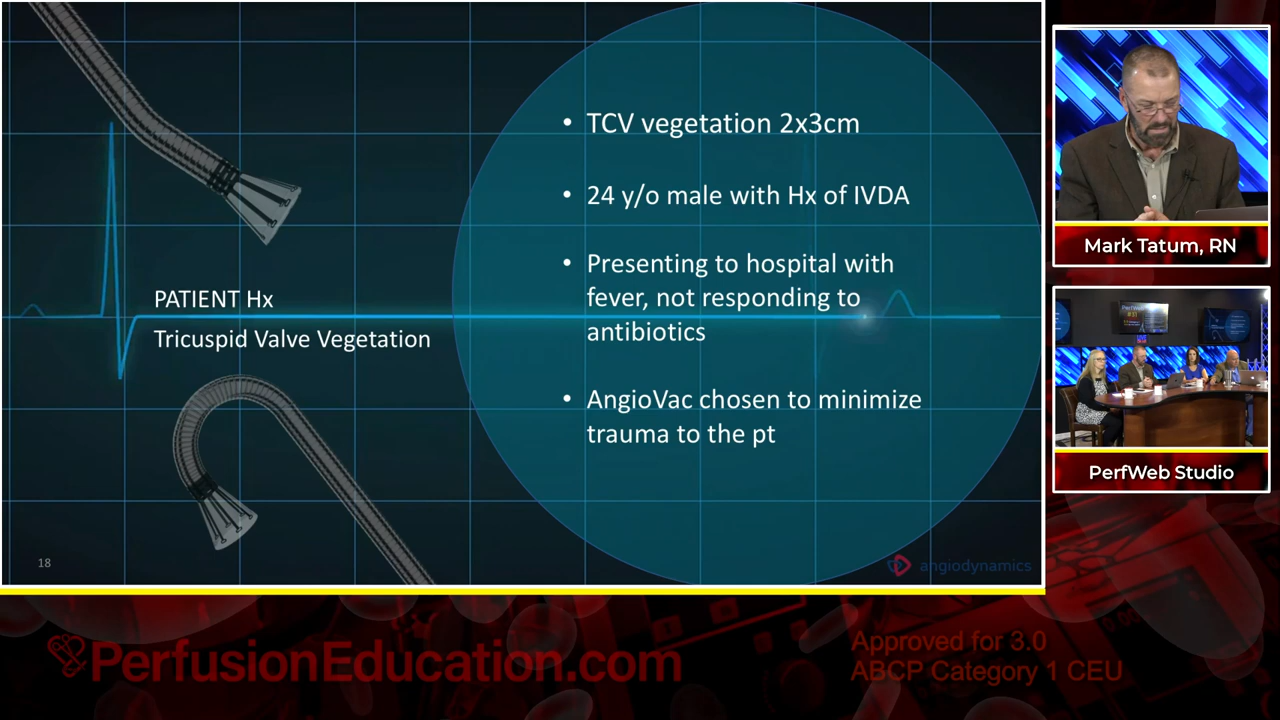 PATIENT Hx
Tricuspid Valve Vegetation
• TCV vegetation 2x3cm
• 24 y/o male with Hx of IVDA
• Presenting to hospital with
fever, not responding to
antibiotics
• AngioVac chosen to minimize
trauma to the pt
18
angiodynamics
Mark Tatum, RN
PerfWeb Studio
PerfusionEducation.com
Approved for 3.0
ABCP Category 1 CEU